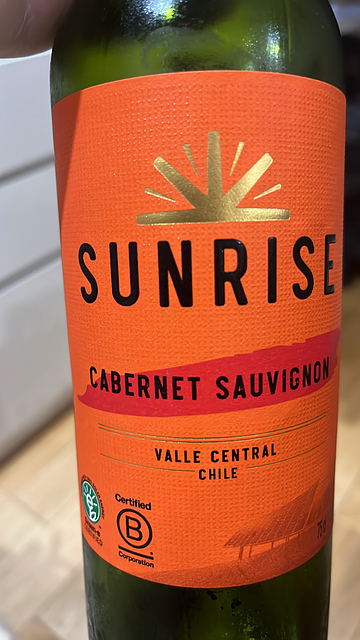 SUNRISE
CABERNET SAUVIGNON
VALLE CENTRAL
CHILE
Certified
B
Corporation